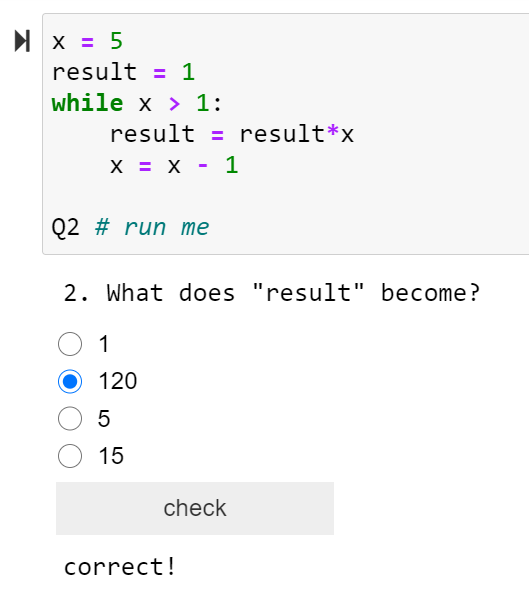 x = 5
result = 1
while x > 1:
    result = result*x
    x = x - 1
Q2 # run me
2. What does "result" become?
1
120
5
15
check
correct!